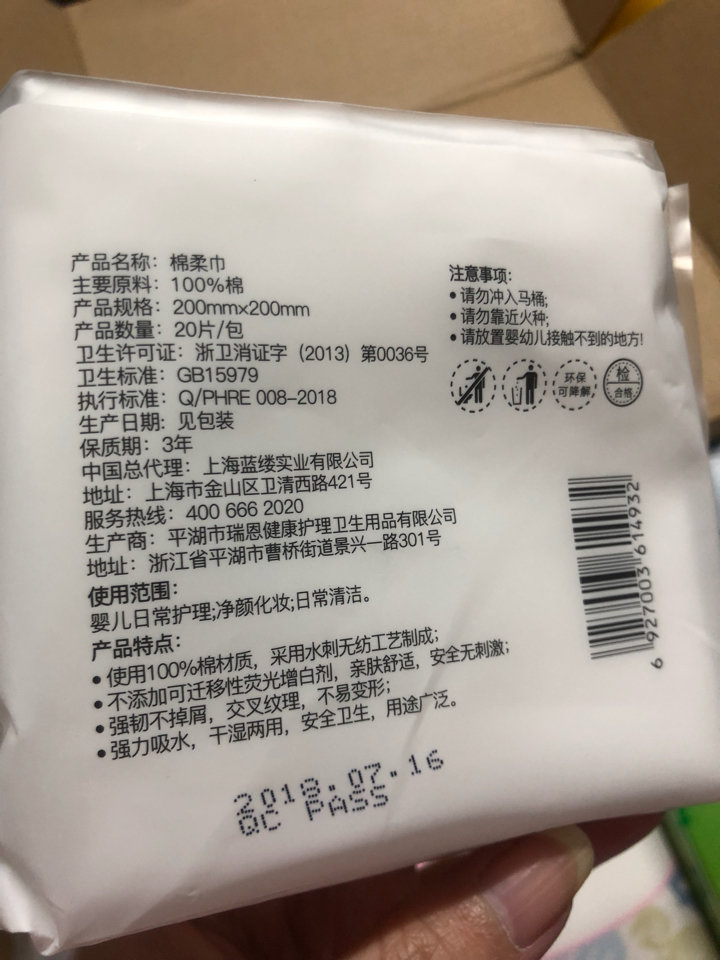 产品名称：棉柔巾
主要原料：100%棉
产品规格：200mm×200mm
产品数量：20片/包
卫生许可证：浙卫消证字（2013）第0036号
卫生标准：GB15979
执行标准：Q/PHRE 008-2018
生产日期：见包装
保质期：3年
中国总代理：上海蓝缕实业有限公司
地址：上海市金山区卫清西路421号
服务热线：400 666 2020
生产商：平湖市瑞恩健康护理卫生用品有限公司
地址：浙江省平湖市曹桥街道景兴一路301号
使用范围：
婴儿日常护理;净颜化妆;日常清洁。
产品特点：
• 使用100%棉材质，采用水刺无纺工艺制成；
• 不添加可迁移性荧光增白剂，亲肤舒适，安全无刺激；
• 强韧不掉屑，交叉纹理，不易变形；
• 强力吸水，干湿两用，安全卫生，用途广泛。
注意事项:
• 请勿冲入马桶;
• 请勿靠近火种;
• 请放置婴幼儿接触不到的地方!
环保
可降解
检
合格
6 927003 614932
2018.07.16
QC PASS